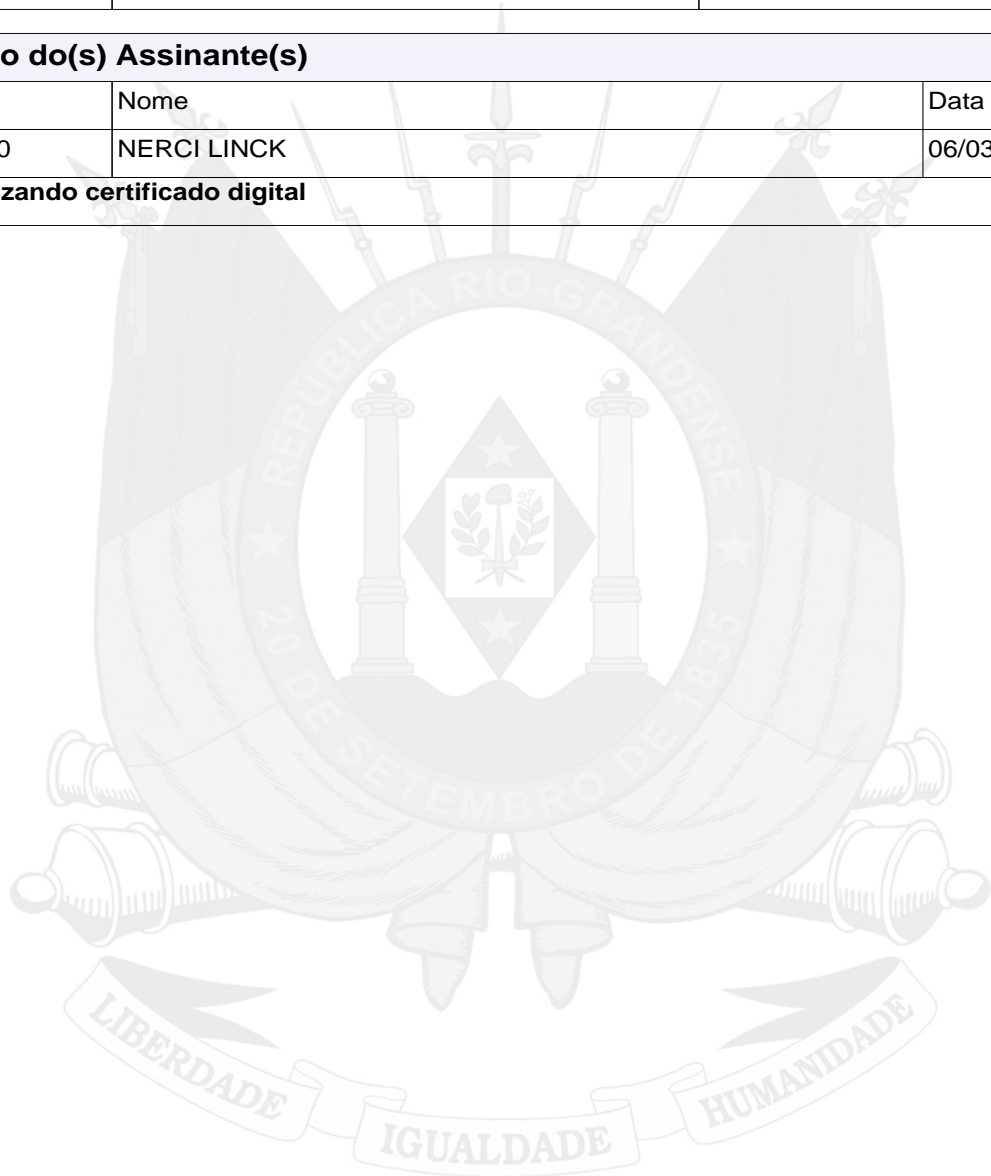 o do(s) Assinante(s)
Nome Data
0 NERCI LINCK 06/03
zando certificado digital
REPÚBLICA RIO-GRANDENSE
20 DE SETEMBRO DE 1835
LIBERDADE IGUALDADE HUMANIDADE